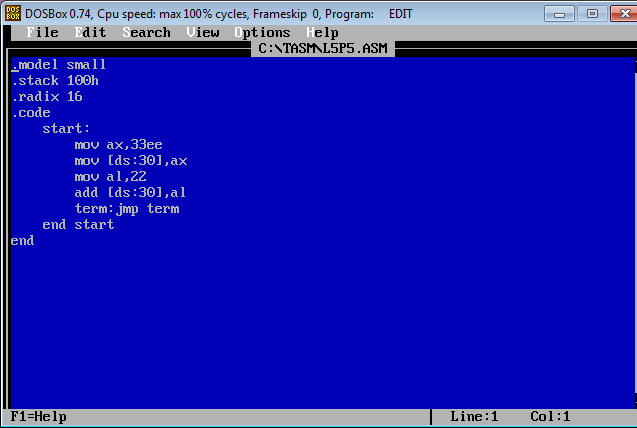 DOSBox 0.74, Cpu speed: max 100% cycles, Frameskip 0, Program: EDIT
File Edit Search View Options Help
C:\TASM\L5P5.ASM
.model small
.stack 100h
.radix 16
.code
start:
mov ax,33ee
mov [ds:30],ax
mov al,22
add [ds:30],al
term:jmp term
end start
end
F1=Help Line:1 Col:1